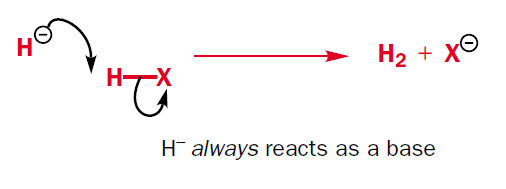 H⊖ H–X H₂ + X⊖
H⁻ always reacts as a base